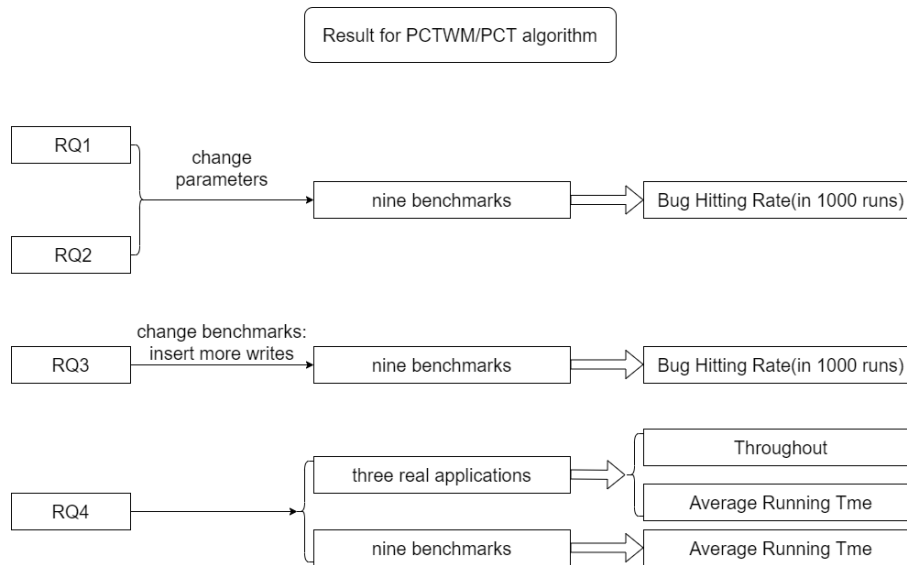 Result for PCTWM/PCT algorithm
RQ1
change
parameters
nine benchmarks
Bug Hitting Rate(in 1000 runs)
RQ2
change benchmarks:
insert more writes
RQ3
nine benchmarks
Bug Hitting Rate(in 1000 runs)
Throughout
three real applications
Average Running Tme
RQ4
nine benchmarks
Average Running Tme